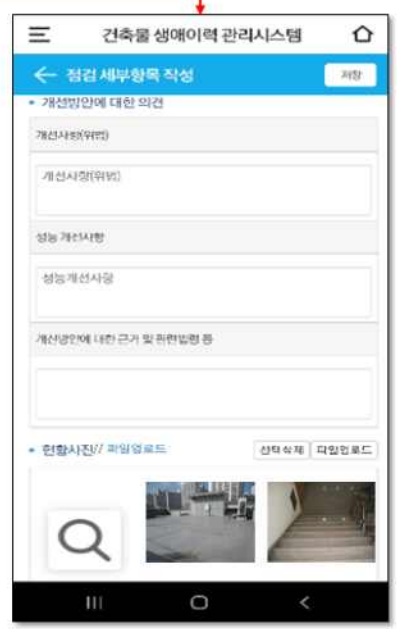 건축물 생애이력 관리시스템
점검 세부항목 작성
저장
개선방안에 대한 의견
개선사항(위법)
개선사항(위법)
성능 개선사항
성능개선사항
개선방안에 대한 근거 및 관련법령 등
현황사진// 파일업로드
선택삭제
파일업로드